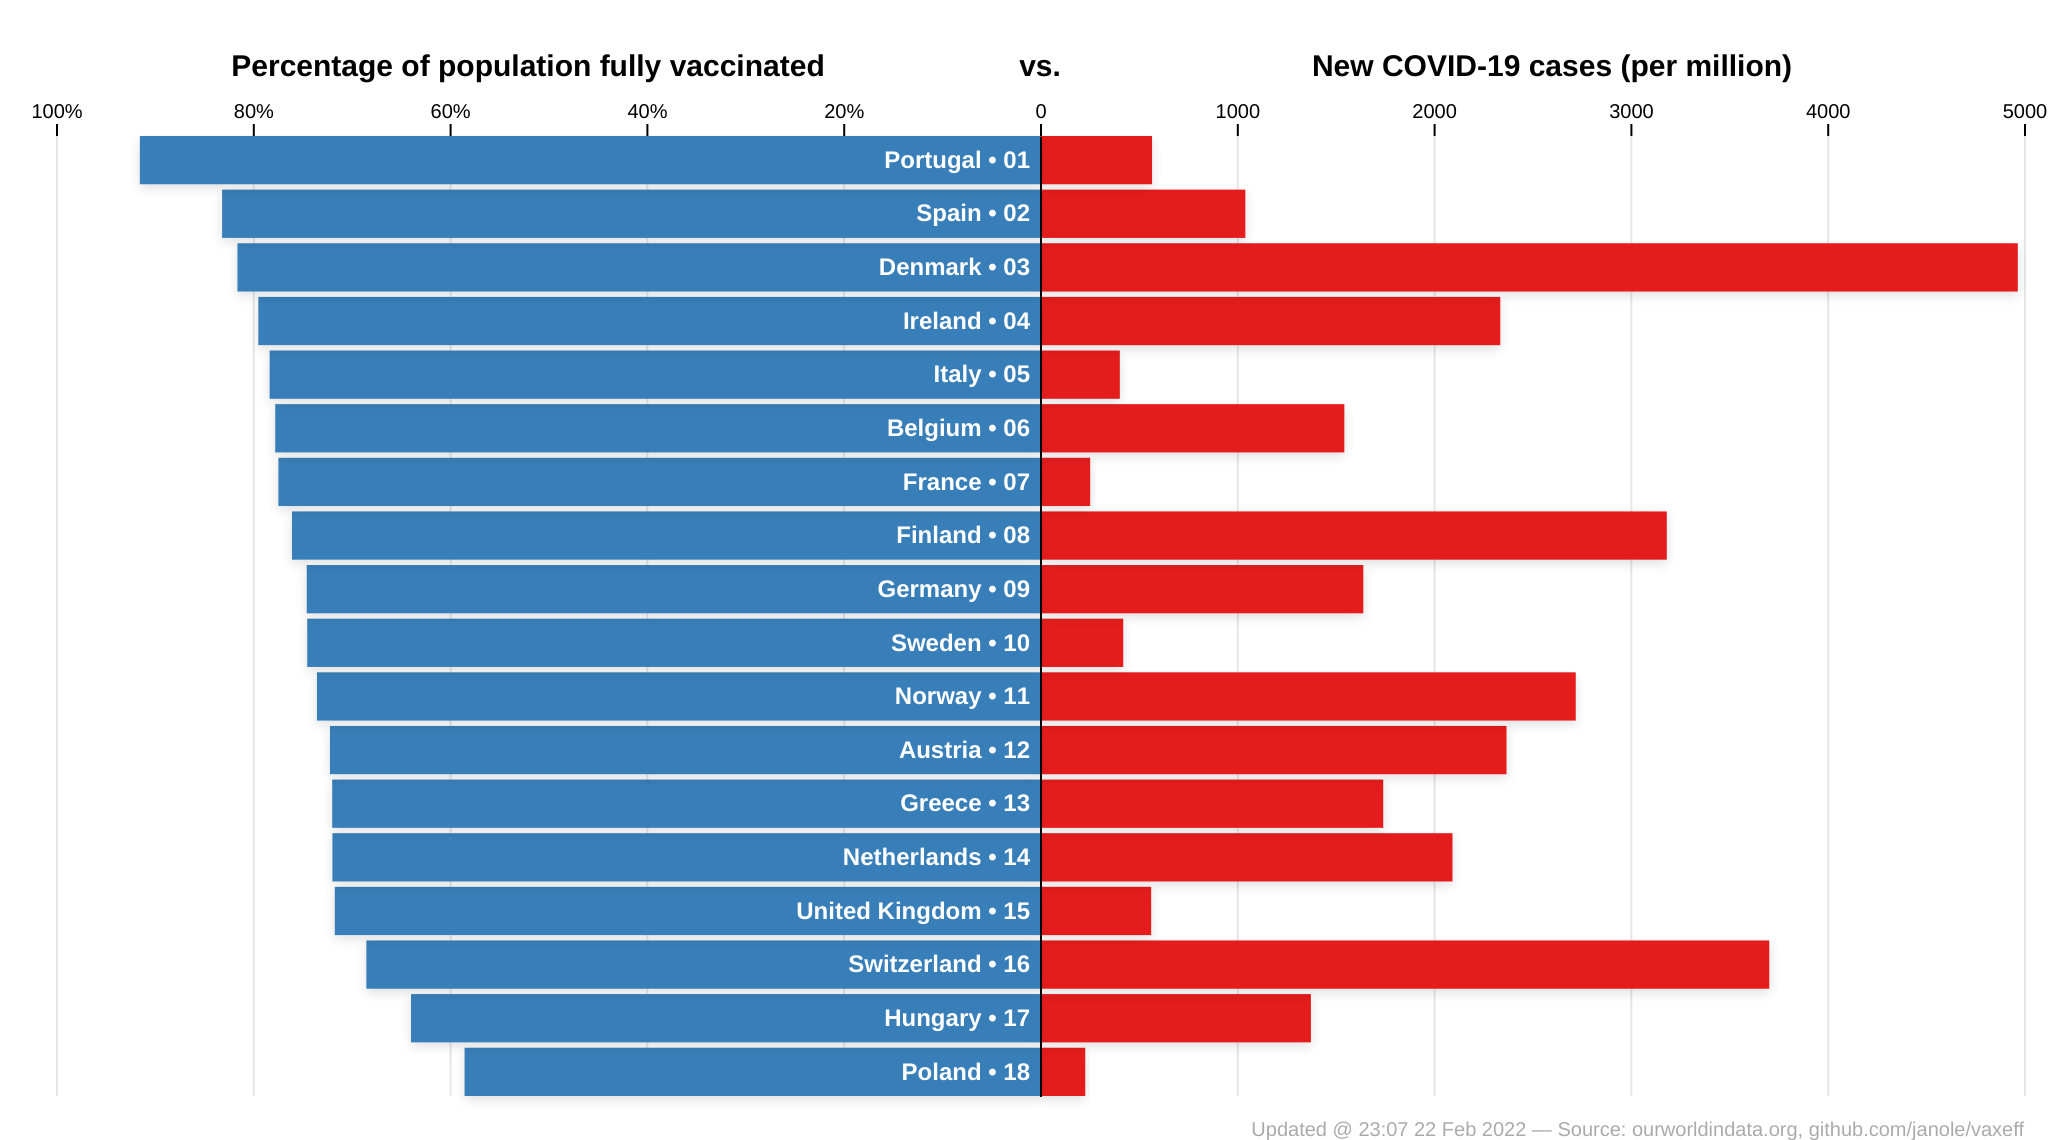 Percentage of population fully vaccinated vs. New COVID-19 cases (per million)
100% 80% 60% 40% 20% 0 1000 2000 3000 4000 5000
Portugal • 01
Spain • 02
Denmark • 03
Ireland • 04
Italy • 05
Belgium • 06
France • 07
Finland • 08
Germany • 09
Sweden • 10
Norway • 11
Austria • 12
Greece • 13
Netherlands • 14
United Kingdom • 15
Switzerland • 16
Hungary • 17
Poland • 18
Updated @ 23:07 22 Feb 2022 — Source: ourworldindata.org, github.com/janole/vaxeff